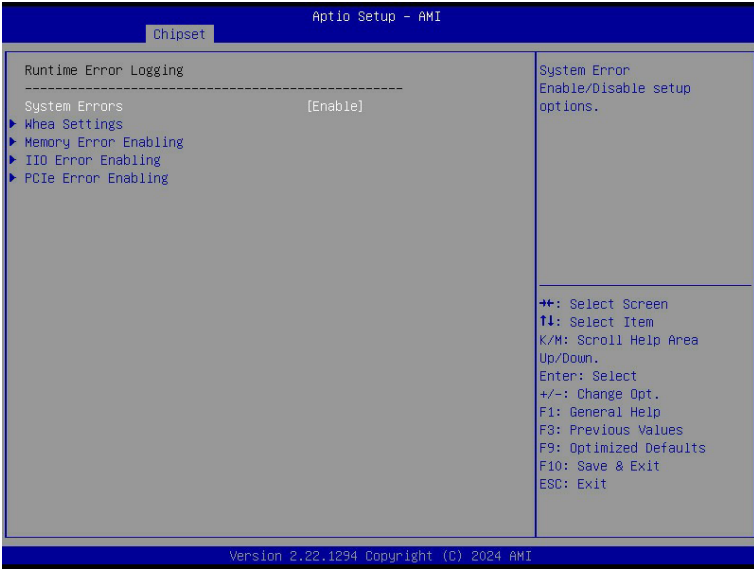 Aptio Setup - AMI
Chipset
Runtime Error Logging
--------------------------------------------------
System Errors [Enable]
Whea Settings
Memory Error Enabling
IIO Error Enabling
PCIe Error Enabling
System Error
Enable/Disable setup
options.
→←: Select Screen
↑↓: Select Item
K/M: Scroll Help Area
Up/Down.
Enter: Select
+/-: Change Opt.
F1: General Help
F3: Previous Values
F9: Optimized Defaults
F10: Save & Exit
ESC: Exit
Version 2.22.1294 Copyright (C) 2024 AMI